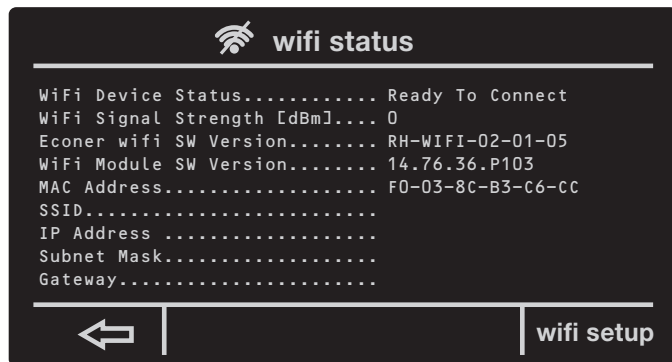 wifi status
WiFi Device Status............ Ready To Connect
WiFi Signal Strength [dBm].... 0
Econer wifi SW Version........ RH-WIFI-02-01-05
WiFi Module SW Version........ 14.76.36.P103
MAC Address................... F0-03-8C-B3-C6-CC
SSID..........................
IP Address ...................
Subnet Mask...................
Gateway.......................
wifi setup